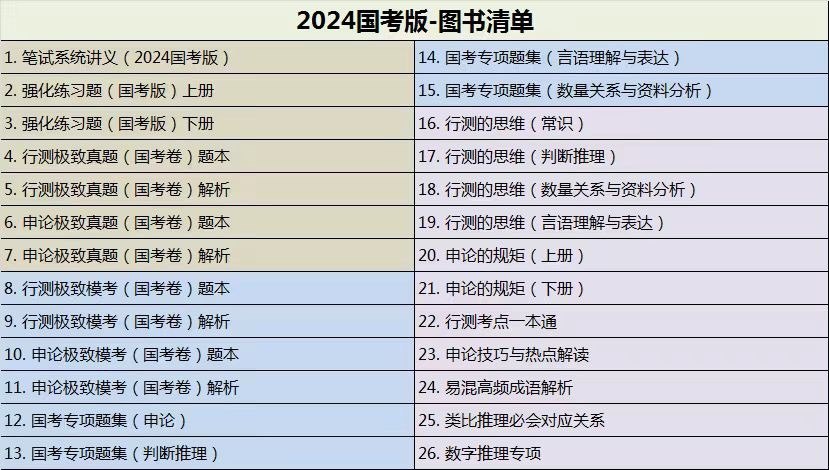 2024国考版-图书清单
1. 笔试系统讲义（2024国考版）
2. 强化练习题（国考版）上册
3. 强化练习题（国考版）下册
4. 行测极致真题（国考卷）题本
5. 行测极致真题（国考卷）解析
6. 申论极致真题（国考卷）题本
7. 申论极致真题（国考卷）解析
8. 行测极致模考（国考卷）题本
9. 行测极致模考（国考卷）解析
10. 申论极致模考（国考卷）题本
11. 申论极致模考（国考卷）解析
12. 国考专项题集（申论）
13. 国考专项题集（判断推理）
14. 国考专项题集（言语理解与表达）
15. 国考专项题集（数量关系与资料分析）
16. 行测的思维（常识）
17. 行测的思维（判断推理）
18. 行测的思维（数量关系与资料分析）
19. 行测的思维（言语理解与表达）
20. 申论的规矩（上册）
21. 申论的规矩（下册）
22. 行测考点一本通
23. 申论技巧与热点解读
24. 易混高频成语解析
25. 类比推理必会对应关系
26. 数字推理专项